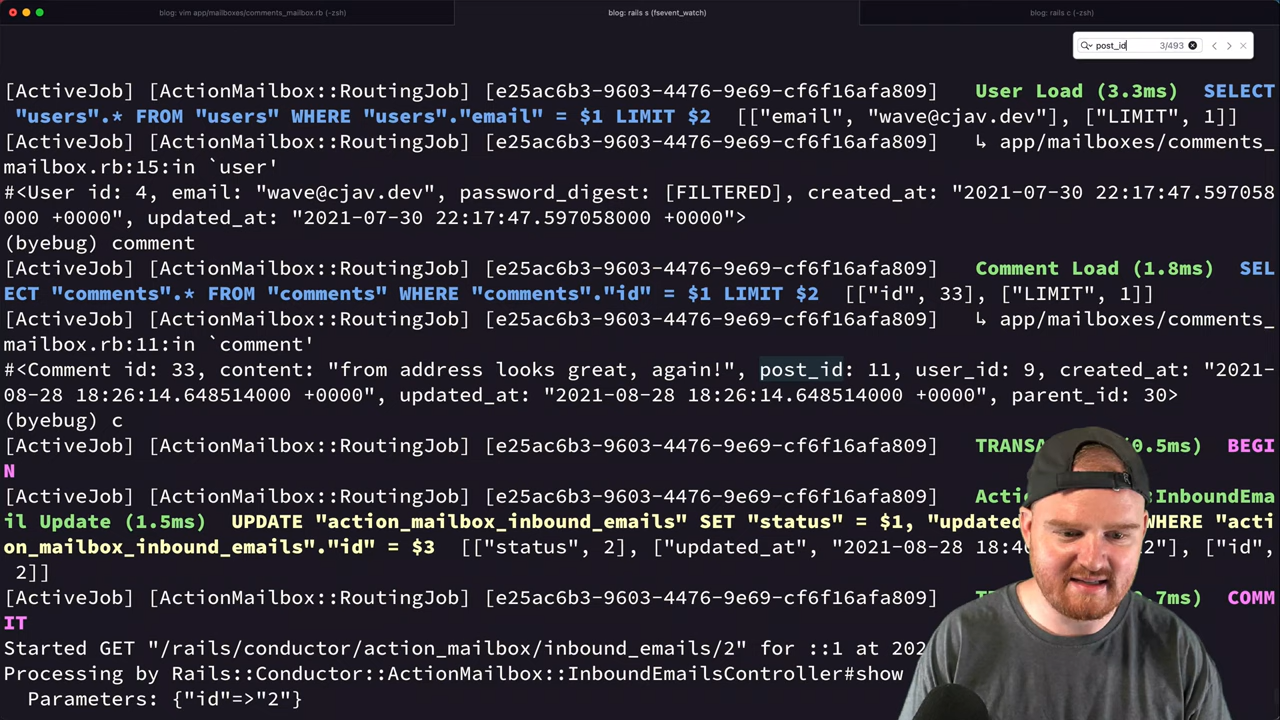 blog: vim app/mailboxes/comments_mailbox.rb (-zsh)
blog: rails s (fsevent_watch)
blog: rails c (-zsh)
post_id
3/493
[ActiveJob] [ActionMailbox::RoutingJob] [e25ac6b3-9603-4476-9e69-cf6f16afa809]   User Load (3.3ms)  SELECT
"users".* FROM "users" WHERE "users"."email" = $1 LIMIT $2  [["email", "wave@cjav.dev"], ["LIMIT", 1]]
[ActiveJob] [ActionMailbox::RoutingJob] [e25ac6b3-9603-4476-9e69-cf6f16afa809]   ↳ app/mailboxes/comments_
mailbox.rb:15:in `user'
#<User id: 4, email: "wave@cjav.dev", password_digest: [FILTERED], created_at: "2021-07-30 22:17:47.597058
000 +0000", updated_at: "2021-07-30 22:17:47.597058000 +0000">
(byebug) comment
[ActiveJob] [ActionMailbox::RoutingJob] [e25ac6b3-9603-4476-9e69-cf6f16afa809]   Comment Load (1.8ms)  SEL
ECT "comments".* FROM "comments" WHERE "comments"."id" = $1 LIMIT $2  [["id", 33], ["LIMIT", 1]]
[ActiveJob] [ActionMailbox::RoutingJob] [e25ac6b3-9603-4476-9e69-cf6f16afa809]   ↳ app/mailboxes/comments_
mailbox.rb:11:in `comment'
#<Comment id: 33, content: "from address looks great, again!", post_id: 11, user_id: 9, created_at: "2021-
08-28 18:26:14.648514000 +0000", updated_at: "2021-08-28 18:26:14.648514000 +0000", parent_id: 30>
(byebug) c
[ActiveJob] [ActionMailbox::RoutingJob] [e25ac6b3-9603-4476-9e69-cf6f16afa809]   TRANSA (0.5ms)  BEGI
N
[ActiveJob] [ActionMailbox::RoutingJob] [e25ac6b3-9603-4476-9e69-cf6f16afa809]   Acti ::InboundEma
il Update (1.5ms)  UPDATE "action_mailbox_inbound_emails" SET "status" = $1, "updated WHERE "acti
on_mailbox_inbound_emails"."id" = $3  [["status", 2], ["updated_at", "2021-08-28 18:4 2"], ["id",
2]]
[ActiveJob] [ActionMailbox::RoutingJob] [e25ac6b3-9603-4476-9e69-cf6f16afa809]   .7ms)  COMM
IT
Started GET "/rails/conductor/action_mailbox/inbound_emails/2" for ::1 at 202
Processing by Rails::Conductor::ActionMailbox::InboundEmailsController#show
Parameters: {"id"=>"2"}